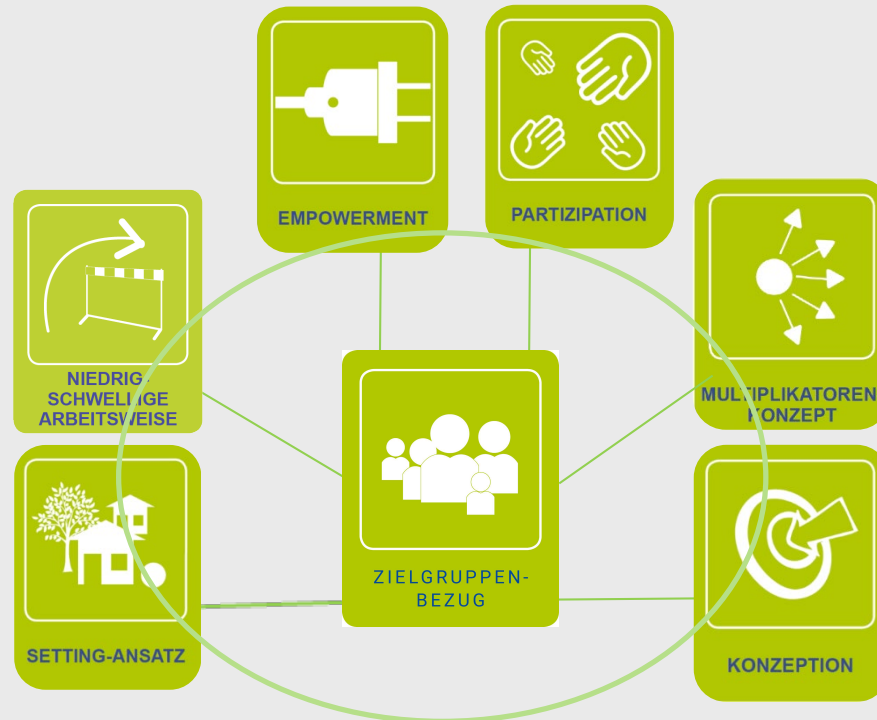 EMPOWERMENT
PARTIZIPATION
NIEDRIG-
SCHWELLIGE
ARBEITSWEISE
MULTIPLIKATOREN
KONZEPT
ZIELGRUPPEN-
BEZUG
SETTING-ANSATZ
KONZEPTION